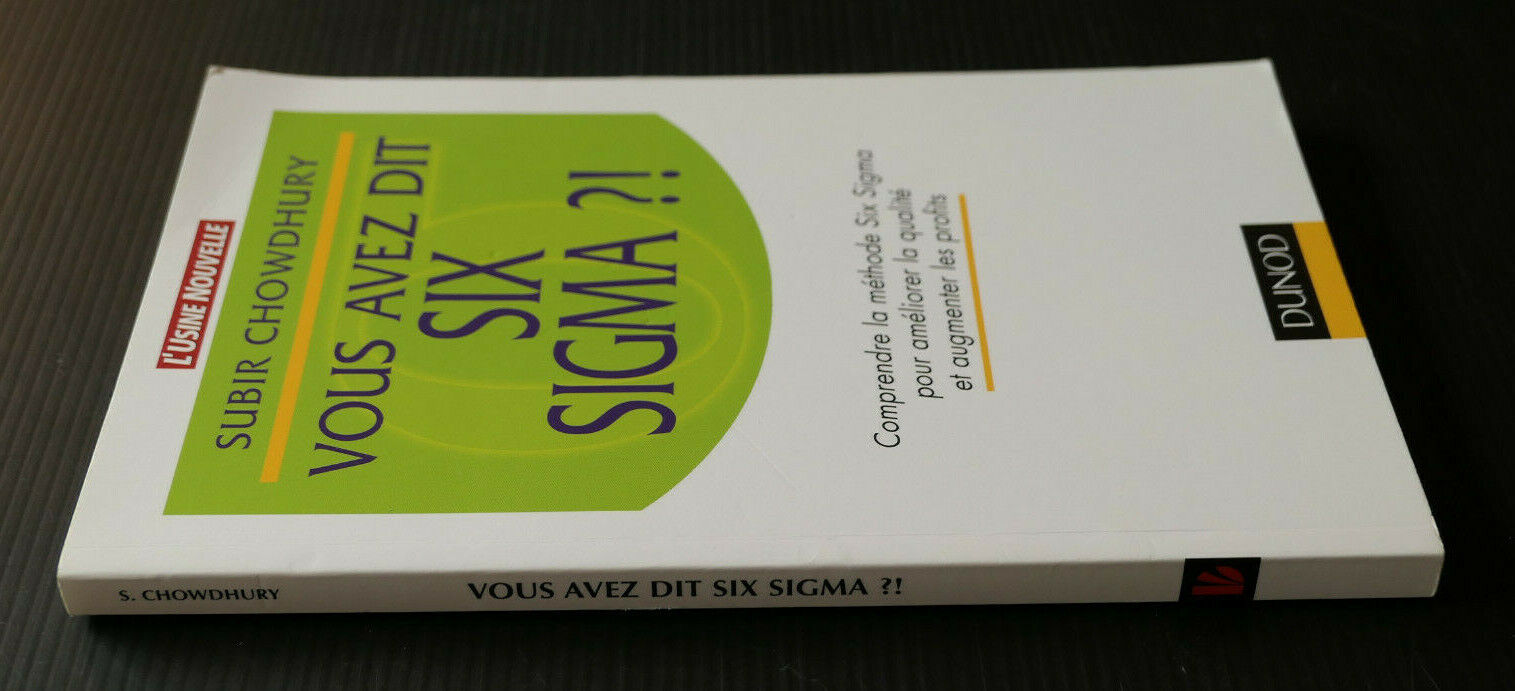 L'USINE NOUVELLE
SUBIR CHOWDHURY
VOUS AVEZ DIT
SIX
SIGMA ?!
Comprendre la méthode Six Sigma
pour améliorer la qualité
et augmenter les profits
DUNOD
S. CHOWDHURY
VOUS AVEZ DIT SIX SIGMA ?!